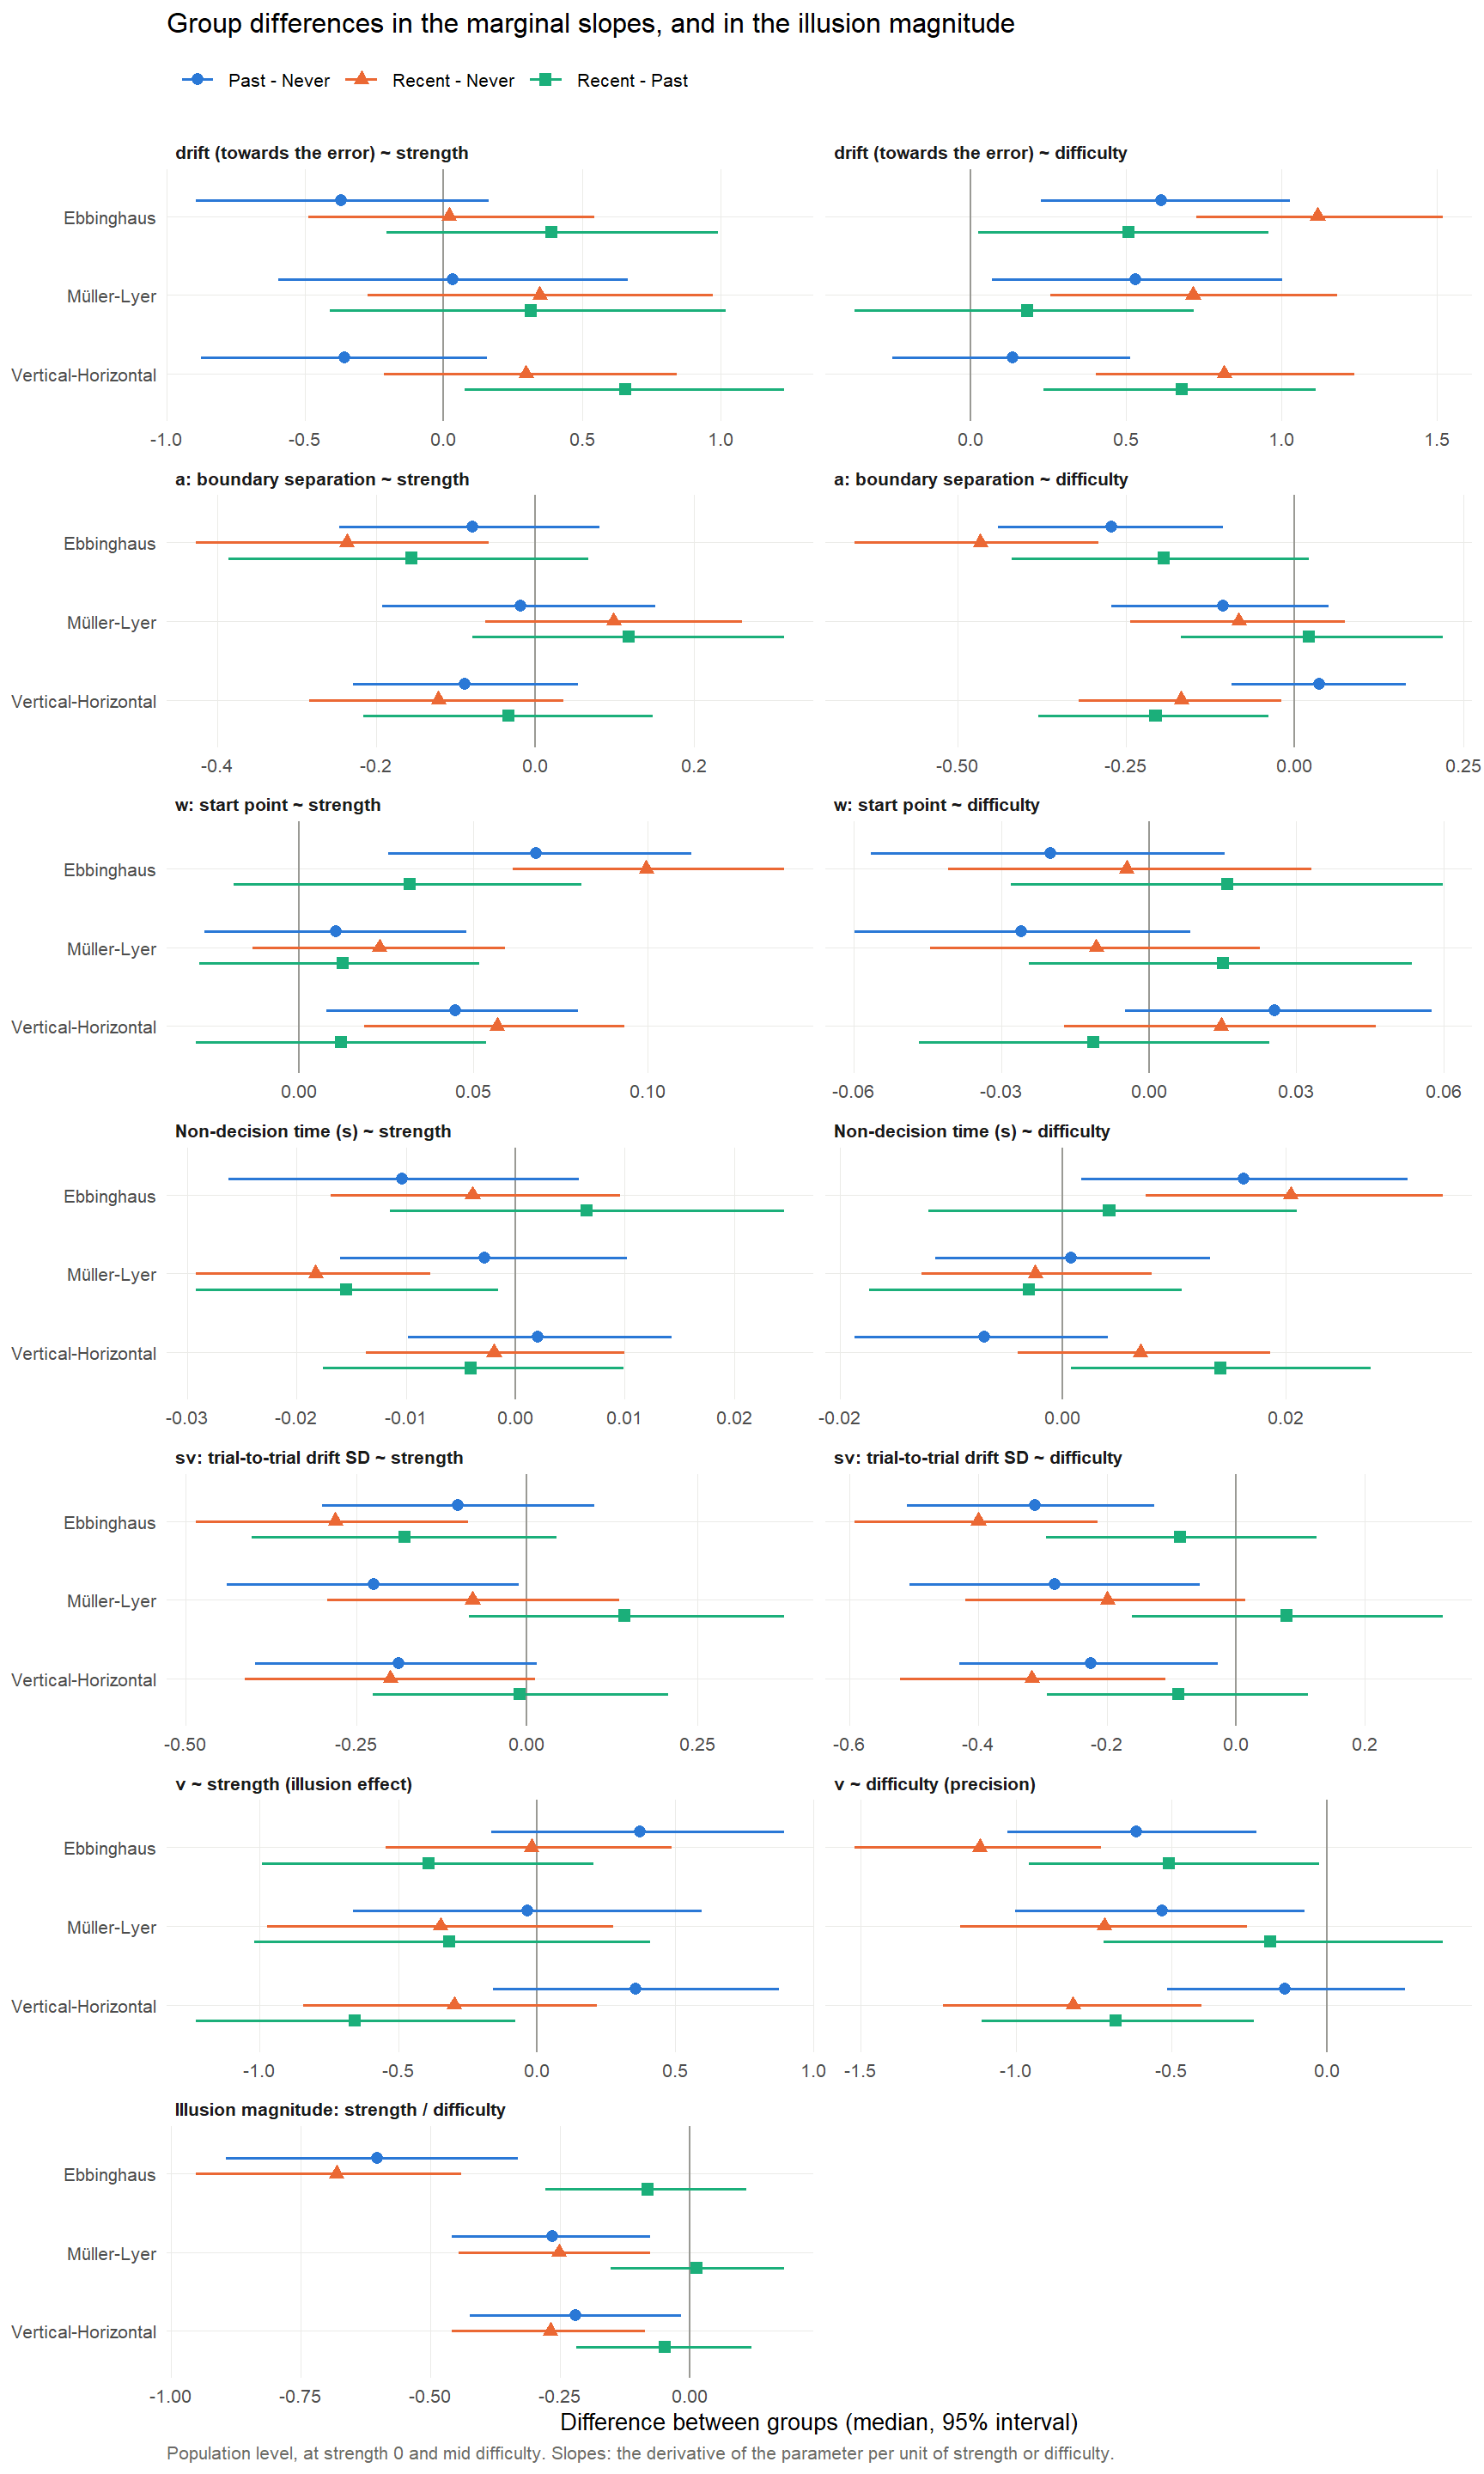 Group differences in the marginal slopes, and in the illusion magnitude
Past - Never Recent - Never Recent - Past
drift (towards the error) ~ strength drift (towards the error) ~ difficulty
Ebbinghaus
Müller-Lyer
Vertical-Horizontal
-1.0 -0.5 0.0 0.5 1.0 0.0 0.5 1.0 1.5
a: boundary separation ~ strength a: boundary separation ~ difficulty
Ebbinghaus
Müller-Lyer
Vertical-Horizontal
-0.4 -0.2 0.0 0.2 -0.50 -0.25 0.00 0.25
w: start point ~ strength w: start point ~ difficulty
Ebbinghaus
Müller-Lyer
Vertical-Horizontal
0.00 0.05 0.10 -0.06 -0.03 0.00 0.03 0.06
Non-decision time (s) ~ strength Non-decision time (s) ~ difficulty
Ebbinghaus
Müller-Lyer
Vertical-Horizontal
-0.03 -0.02 -0.01 0.00 0.01 0.02 -0.02 0.00 0.02
sv: trial-to-trial drift SD ~ strength sv: trial-to-trial drift SD ~ difficulty
Ebbinghaus
Müller-Lyer
Vertical-Horizontal
-0.50 -0.25 0.00 0.25 -0.6 -0.4 -0.2 0.0 0.2
v ~ strength (illusion effect) v ~ difficulty (precision)
Ebbinghaus
Müller-Lyer
Vertical-Horizontal
-1.0 -0.5 0.0 0.5 1.0 -1.5 -1.0 -0.5 0.0
Illusion magnitude: strength / difficulty
Ebbinghaus
Müller-Lyer
Vertical-Horizontal
-1.00 -0.75 -0.50 -0.25 0.00
Difference between groups (median, 95% interval)
Population level, at strength 0 and mid difficulty. Slopes: the derivative of the parameter per unit of strength or difficulty.